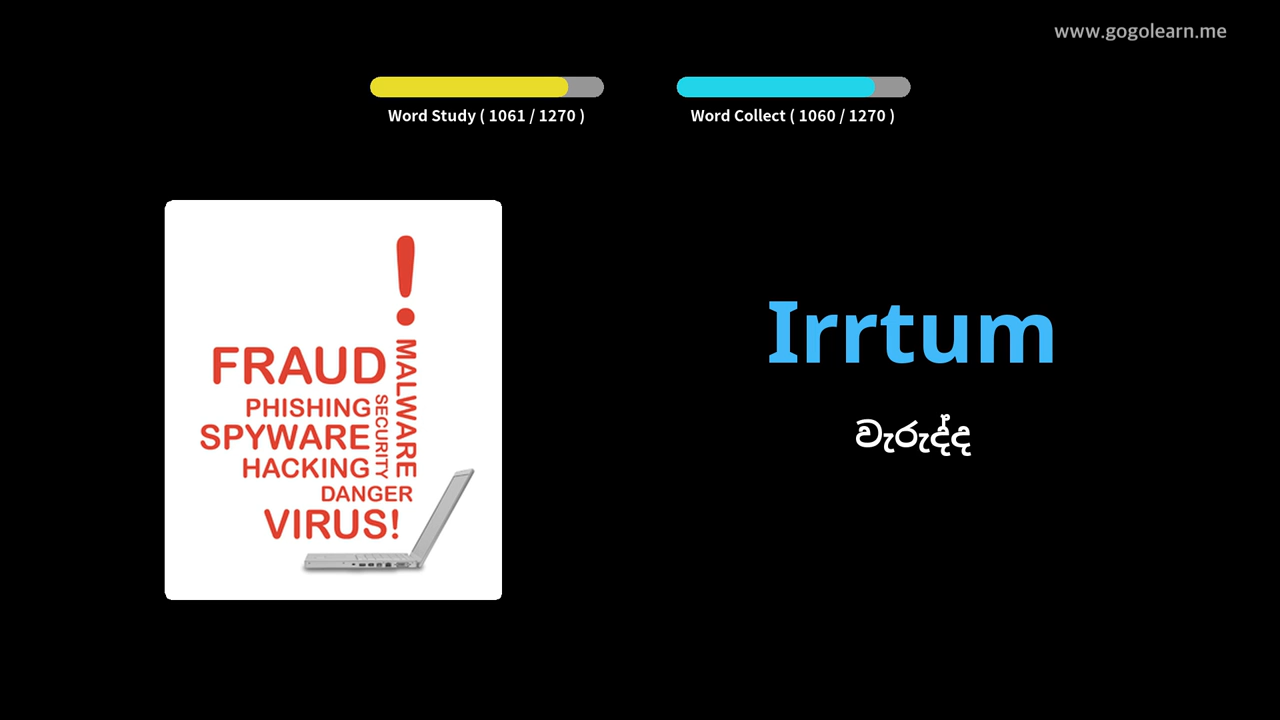 www.gogolearn.me
Word Study ( 1061 / 1270 )
Word Collect ( 1060 / 1270 )
!
FRAUD
MALWARE
PHISHING
SECURITY
SPYWARE
HACKING
DANGER
VIRUS!
Irrtum
වැරුද්ද